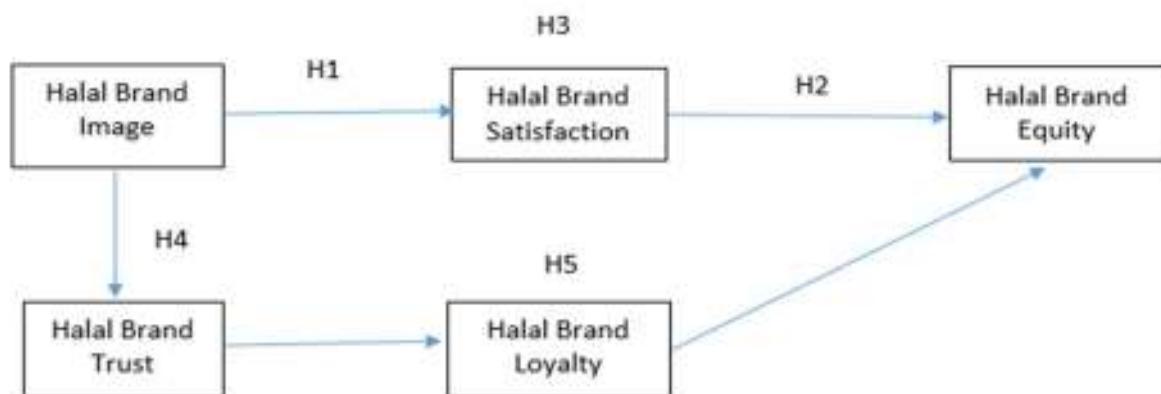 H3
H1
H2
Halal Brand
Image
Halal Brand
Satisfaction
Halal Brand
Equity
H4
H5
Halal Brand
Trust
Halal Brand
Loyalty